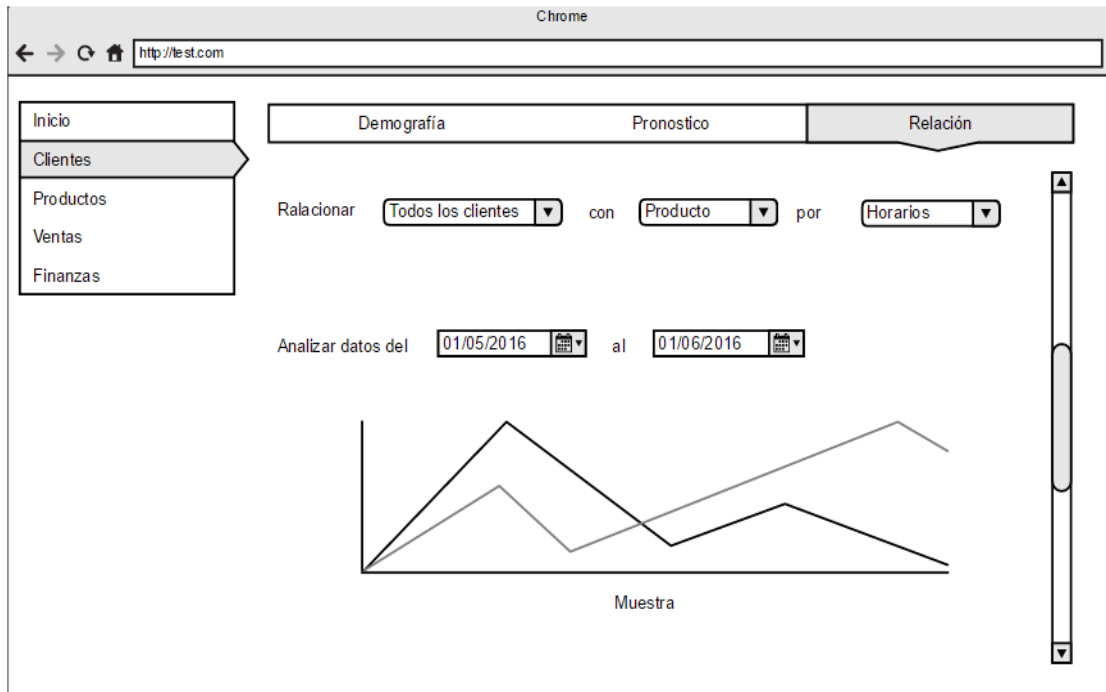 Chrome
http://test.com
Inicio
Clientes
Productos
Ventas
Finanzas
Demografía Pronostico Relación
Ralacionar Todos los clientes con Producto por Horarios
Analizar datos del 01/05/2016 al 01/06/2016
Muestra